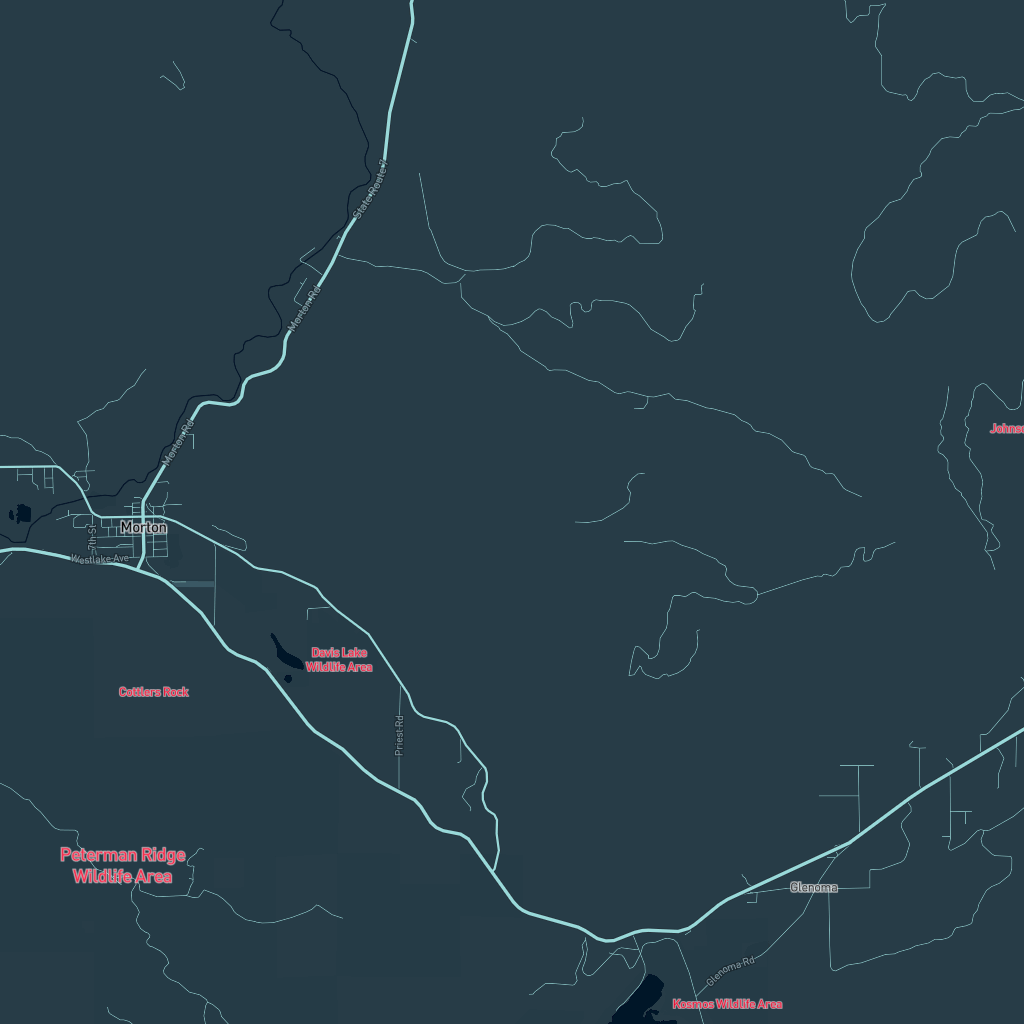 State Route 7
Morton Rd
Johnso
Morton Rd
Morton
7th St
Westlake Ave
Davis Lake
Wildlife Area
Cottlers Rock
Priest Rd
Peterman Ridge
Wildlife Area
Glenoma
Glenoma Rd
Kosmos Wildlife Area